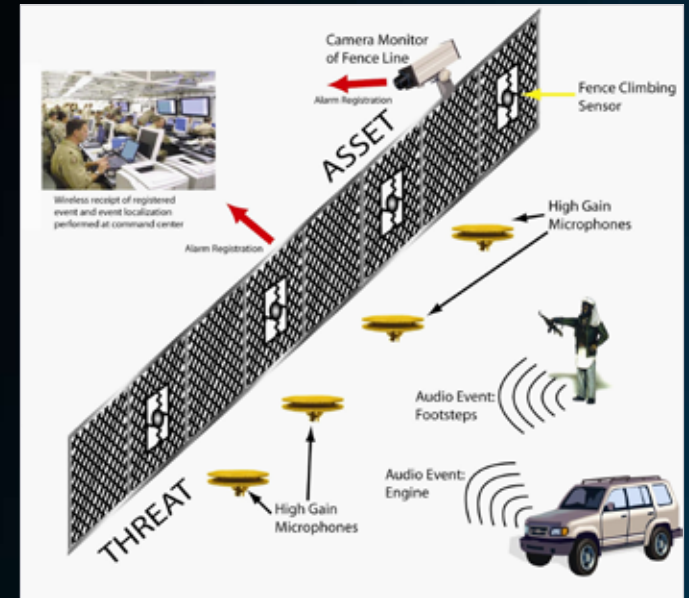 Camera Monitor
of Fence Line
Alarm Registration
ASSET
Fence Climbing
Sensor
Wireless receipt of registered
event and event localization
performed at command center
Alarm Registration
High Gain
Microphones
Audio Event:
Footsteps
Audio Event:
Engine
THREAT
High Gain
Microphones